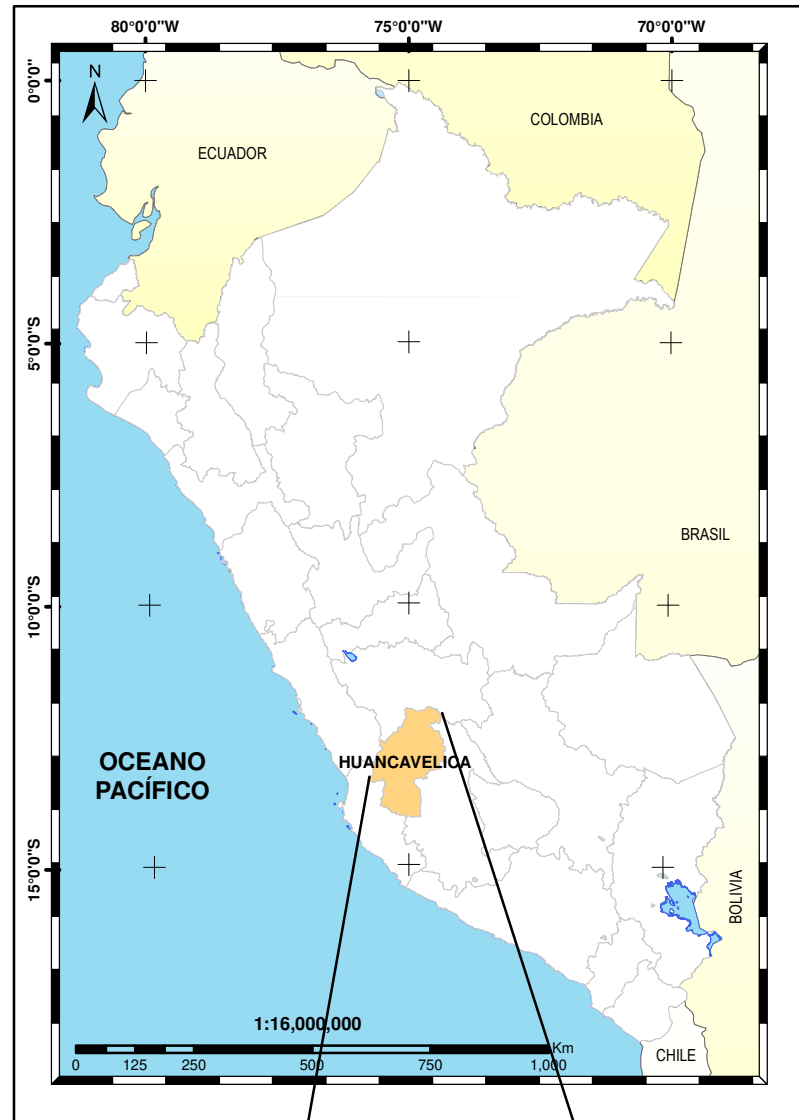 80°0'0"W
75°0'0"W
70°0'0"W
0°0'0"
N
COLOMBIA
ECUADOR
5°0'0"S
BRASIL
10°0'0"S
OCEANO
PACÍFICO
HUANCAVELICA
15°0'0"S
BOLIVIA
1:16,000,000
Km
0
125
250
500
750
1,000
CHILE